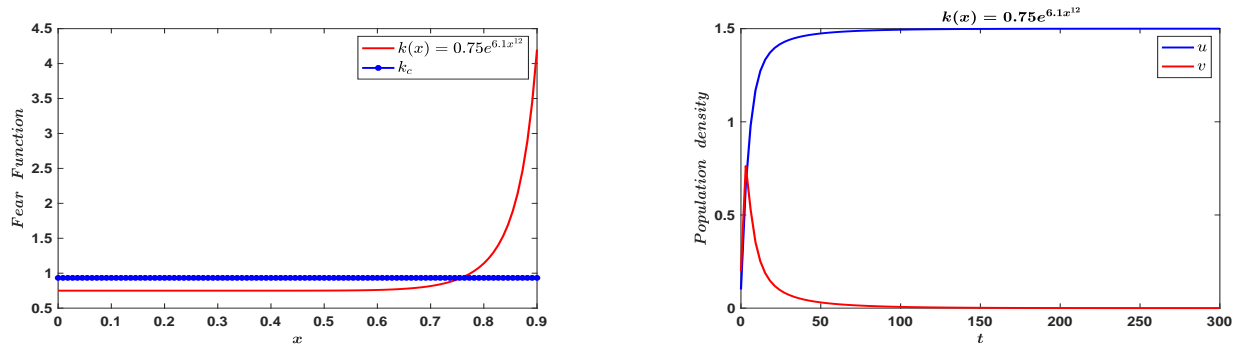 4.5
4
3.5
3
2.5
2
1.5
1
0.5
0 0.1 0.2 0.3 0.4 0.5 0.6 0.7 0.8 0.9
x
Fear Function
k(x) = 0.75e^{6.1x^{12}}
k_c
k(x) = 0.75e^{6.1x^{12}}
1.5
1
0.5
0
0 50 100 150 200 250 300
t
Population density
u
v